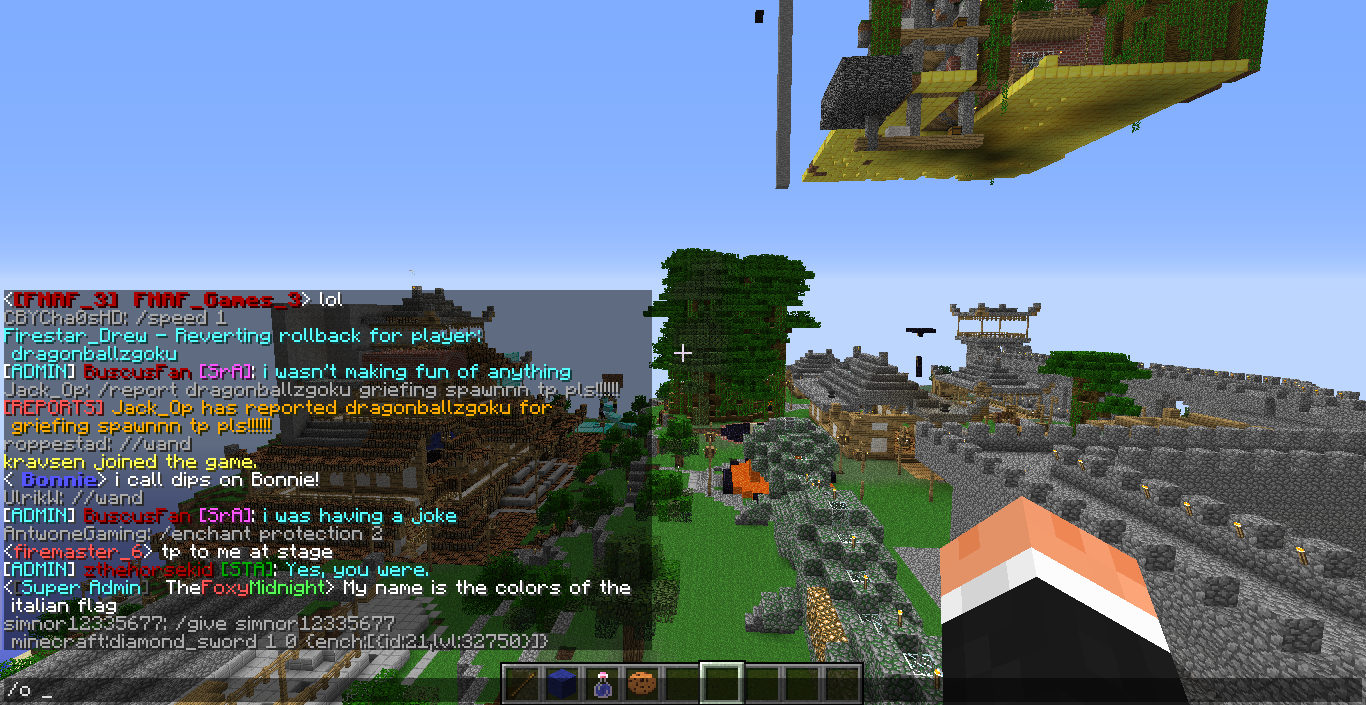 <[FNAF_3] FNAF_Games_3> lol
CBYCha0sHD: /speed 1
Firestar_Drew - Reverting rollback for player:
dragonballzgoku
[ADMIN] BuscusFan [SrA]: i wasn't making fun of anything
Jack_Op: /report dragonballzgoku griefing spawnnn tp pls!!!!!!
[REPORTS] Jack_Op has reported dragonballzgoku for
griefing spawnnn tp pls!!!!!!
roppestad: //wand
kravsen joined the game.
< Bonnie> i call dips on Bonnie!
UlrikW: //wand
[ADMIN] BuscusFan [SrA]: i was having a joke
AntwoneGaming: /enchant protection 2
<firemaster_6> tp to me at stage
[ADMIN] zthehorsekid [STA]: Yes, you were.
<[Super Admin] TheFoxyMidnight> My name is the colors of the
italian flag
simnor12335677: /give simnor12335677
minecraft:diamond_sword 1 0 {ench:[{id:21,lvl:32750}]}
/o _